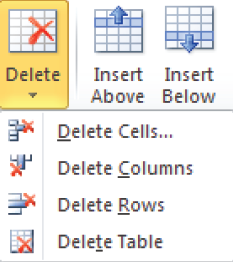 Delete
Insert Above
Insert Below
Delete Cells...
Delete Columns
Delete Rows
Delete Table